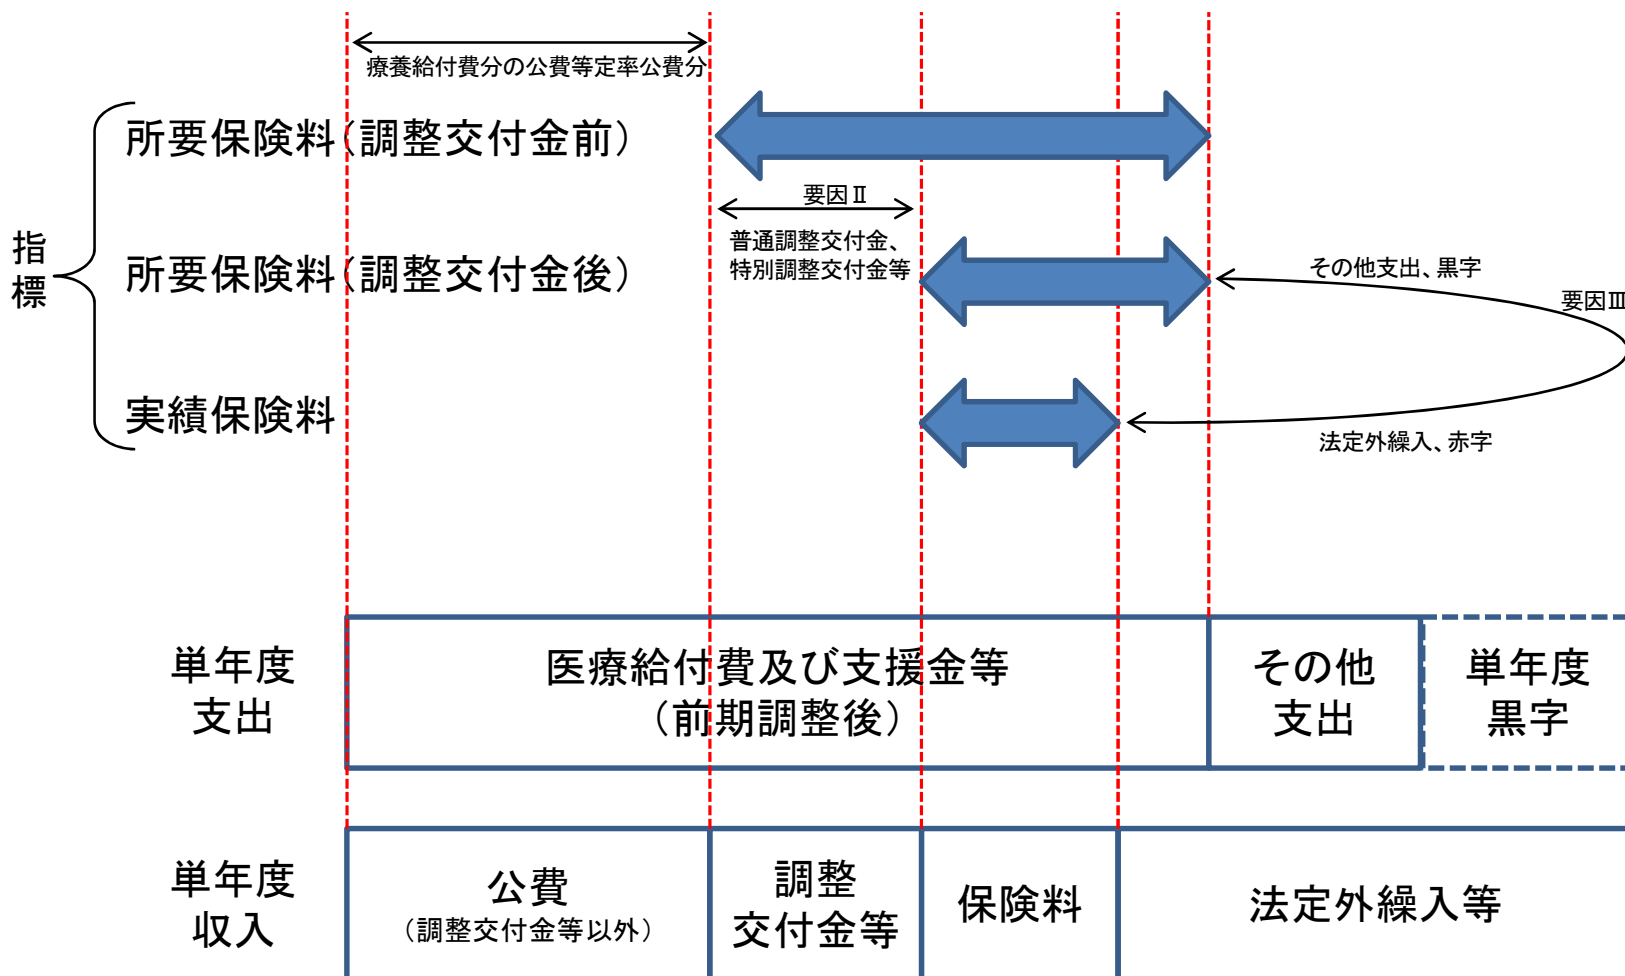 療養給付費分の公費等定率公費分
指標
所要保険料（調整交付金前）
要因Ⅱ
普通調整交付金、
特別調整交付金等
所要保険料（調整交付金後）
その他支出、黒字
要因Ⅲ
実績保険料
法定外繰入、赤字
単年度
支出
医療給付費及び支援金等
（前期調整後）
その他
支出
単年度
黒字
単年度
収入
公費
（調整交付金等以外）
調整
交付金等
保険料
法定外繰入等